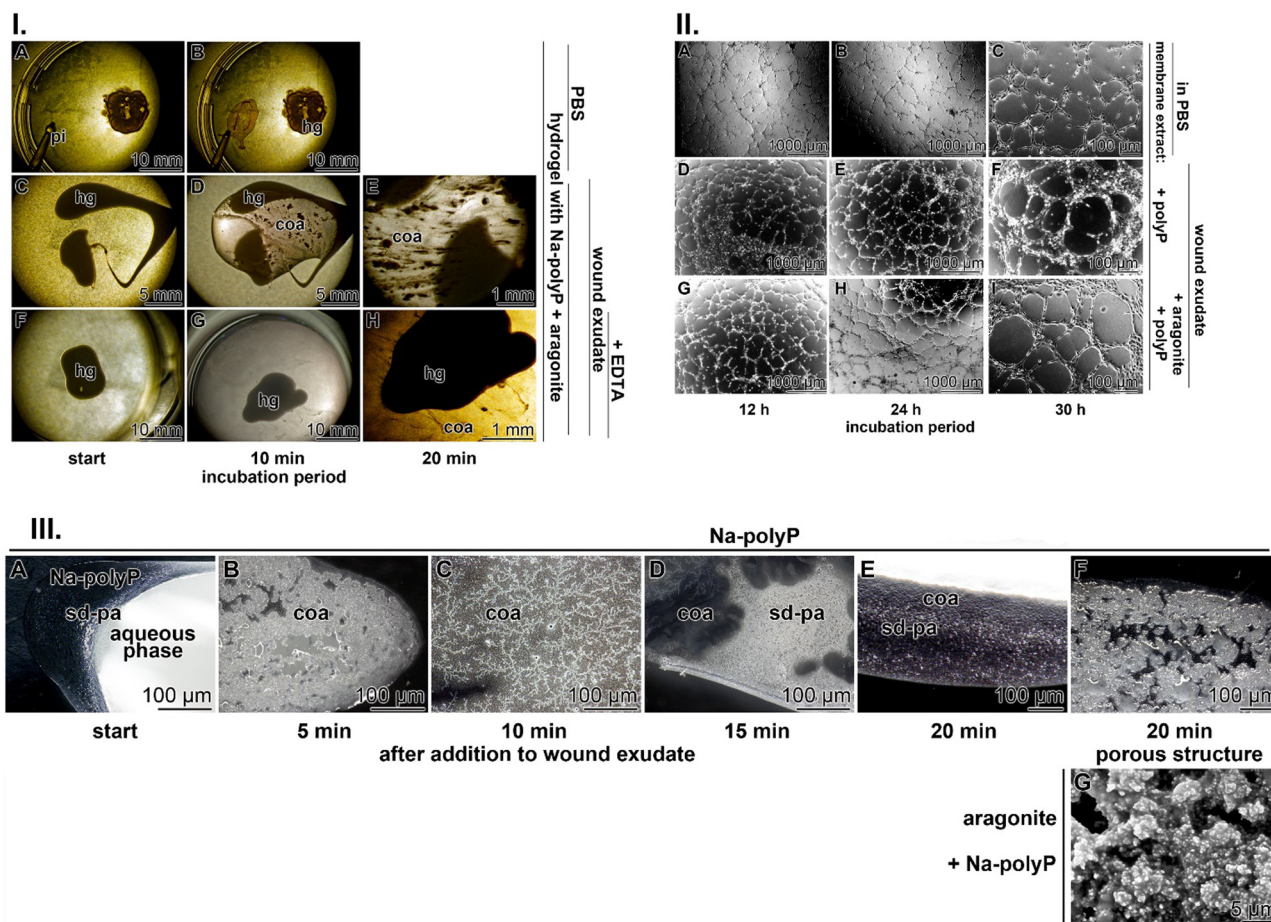 I.
A
B
pi
hg
10 mm
10 mm
C
D
E
hg
hg
coa
coa
5 mm
5 mm
1 mm
F
G
H
hg
hg
hg
coa
10 mm
10 mm
1 mm
start
10 min
20 min
incubation period
PBS
hydrogel with Na-polyP + aragonite
wound exudate
+ EDTA
II.
A
B
C
1000 µm
1000 µm
100 µm
D
E
F
1000 µm
1000 µm
100 µm
G
H
I
1000 µm
1000 µm
100 µm
12 h
24 h
30 h
incubation period
in PBS
membrane extract:
+ polyP
+ aragonite
+ polyP
wound exudate
III.
Na-polyP
A
B
C
D
E
F
Na-polyP
sd-pa
aqueous
phase
coa
coa
coa
sd-pa
coa
sd-pa
100 µm
100 µm
100 µm
100 µm
100 µm
100 µm
start
5 min
10 min
15 min
20 min
20 min
after addition to wound exudate
porous structure
G
aragonite
+ Na-polyP
5 µm